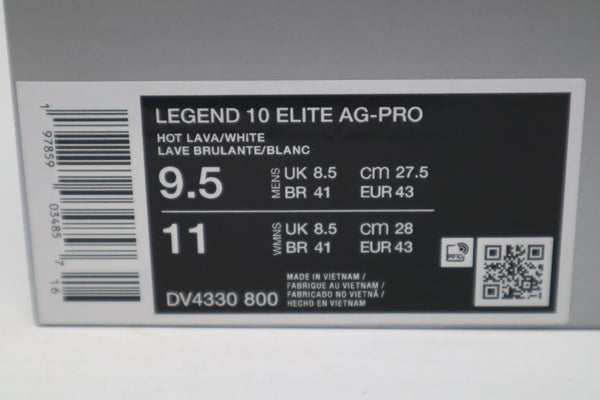 LEGEND 10 ELITE AG-PRO
HOT LAVA/WHITE
LAVE BRULANTE/BLANC
9.5 MENS UK 8.5 cm 27.5
BR 41 EUR 43
11 WMNS UK 8.5 cm 28
BR 41 EUR 43
DV4330 800
MADE IN VIETNAM /
FABRIQUE AU VIETNAM /
FABRICADO NO VIETNÃ /
HECHO EN VIETNAM
RFID
1 97859 03485 7 16